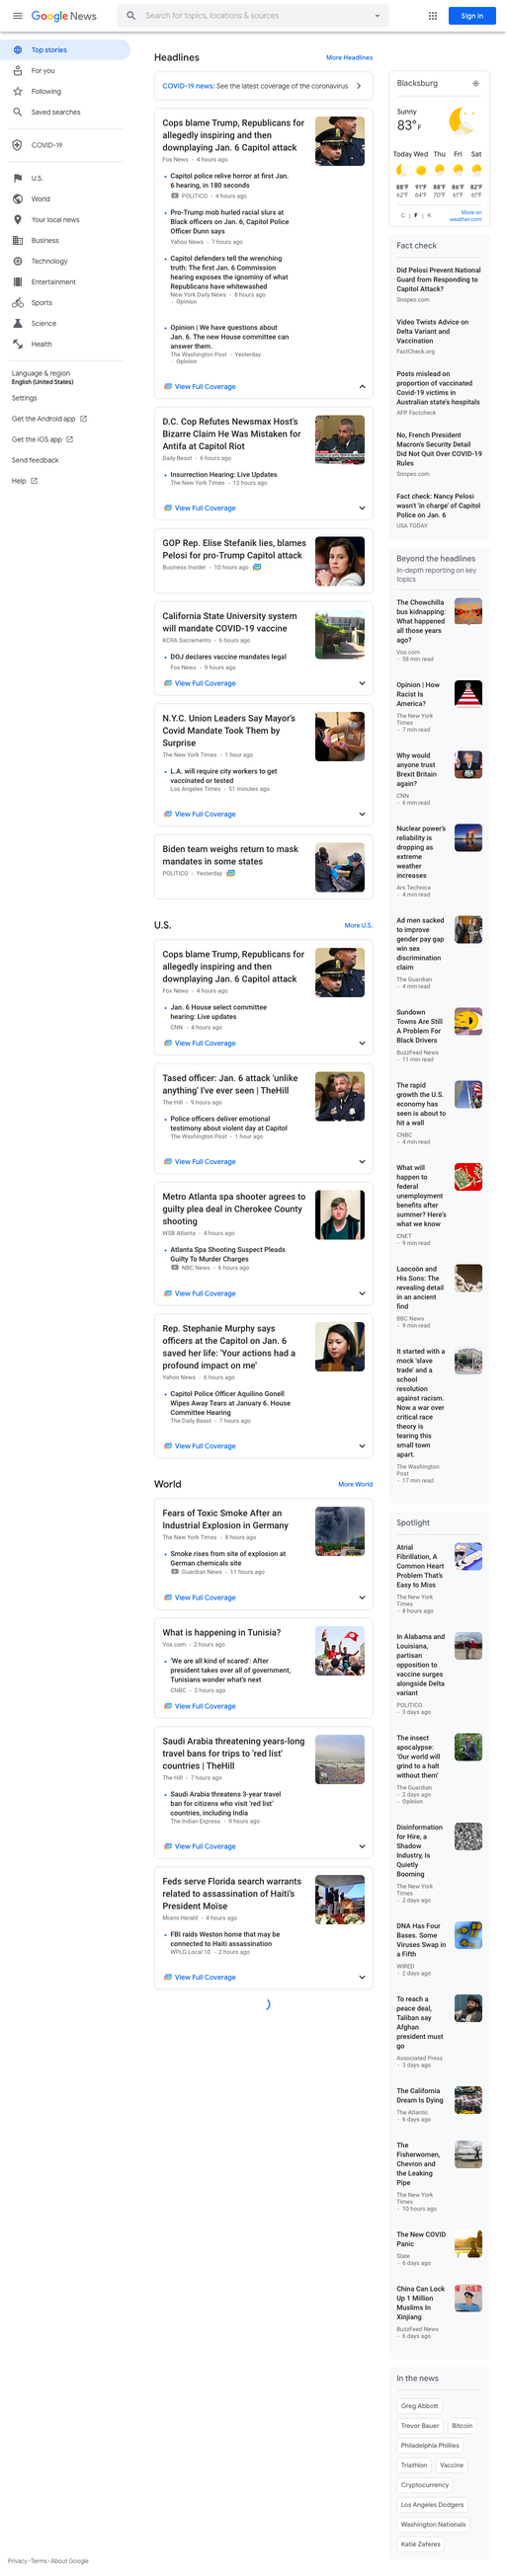 Google News
Search for topics, locations & sources
Sign in
Top stories
For you
Following
Saved searches
COVID-19
U.S.
World
Your local news
Business
Technology
Entertainment
Sports
Science
Health
Language & region
English (United States)
Settings
Get the Android app
Get the iOS app
Send feedback
Help
Headlines
More Headlines
COVID-19 news: See the latest coverage of the coronavirus
Cops blame Trump, Republicans for
allegedly inspiring and then
downplaying Jan. 6 Capitol attack
Fox News - 4 hours ago
Capitol police relive horror at first Jan.
6 hearing, in 180 seconds
POLITICO - 4 hours ago
Pro-Trump mob hurled racial slurs at
Black officers on Jan. 6, Capitol Police
Officer Dunn says
Yahoo News - 7 hours ago
Capitol defenders tell the wrenching
truth: The first Jan. 6 Commission
hearing exposes the ignominy of what
Republicans have whitewashed
New York Daily News - 8 hours ago
- Opinion
Opinion | We have questions about
Jan. 6. The new House committee can
answer them.
The Washington Post - Yesterday
- Opinion
View Full Coverage
D.C. Cop Refutes Newsmax Host's
Bizarre Claim He Was Mistaken for
Antifa at Capitol Riot
Daily Beast - 6 hours ago
Insurrection Hearing: Live Updates
The New York Times - 12 hours ago
View Full Coverage
GOP Rep. Elise Stefanik lies, blames
Pelosi for pro-Trump Capitol attack
Business Insider - 10 hours ago
California State University system
will mandate COVID-19 vaccine
KCRA Sacramento - 6 hours ago
DOJ declares vaccine mandates legal
Fox News - 9 hours ago
View Full Coverage
N.Y.C. Union Leaders Say Mayor's
Covid Mandate Took Them by
Surprise
The New York Times - 1 hour ago
L.A. will require city workers to get
vaccinated or tested
Los Angeles Times - 51 minutes ago
View Full Coverage
Biden team weighs return to mask
mandates in some states
POLITICO - Yesterday
U.S.
More U.S.
Cops blame Trump, Republicans for
allegedly inspiring and then
downplaying Jan. 6 Capitol attack
Fox News - 4 hours ago
Jan. 6 House select committee
hearing: Live updates
CNN - 4 hours ago
View Full Coverage
Tased officer: Jan. 6 attack 'unlike
anything' I've ever seen | TheHill
The Hill - 9 hours ago
Police officers deliver emotional
testimony about violent day at Capitol
The Washington Post - 1 hour ago
View Full Coverage
Metro Atlanta spa shooter agrees to
guilty plea deal in Cherokee County
shooting
WSB Atlanta - 4 hours ago
Atlanta Spa Shooting Suspect Pleads
Guilty To Murder Charges
NBC News - 6 hours ago
View Full Coverage
Rep. Stephanie Murphy says
officers at the Capitol on Jan. 6
saved her life: 'Your actions had a
profound impact on me'
Yahoo News - 6 hours ago
Capitol Police Officer Aquilino Gonell
Wipes Away Tears at January 6. House
Committee Hearing
The Daily Beast - 7 hours ago
View Full Coverage
World
More World
Fears of Toxic Smoke After an
Industrial Explosion in Germany
The New York Times - 8 hours ago
Smoke rises from site of explosion at
German chemicals site
Guardian News - 11 hours ago
View Full Coverage
What is happening in Tunisia?
Vox.com - 2 hours ago
'We are all kind of scared': After
president takes over all of government,
Tunisians wonder what's next
CNBC - 2 hours ago
View Full Coverage
Saudi Arabia threatening years-long
travel bans for trips to 'red list'
countries | TheHill
The Hill - 7 hours ago
Saudi Arabia threatens 3-year travel
ban for citizens who visit 'red list'
countries, including India
The Indian Express - 9 hours ago
View Full Coverage
Feds serve Florida search warrants
related to assassination of Haiti's
President Moïse
Miami Herald - 4 hours ago
FBI raids Weston home that may be
connected to Haiti assassination
WPLG Local 10 - 2 hours ago
View Full Coverage
Blacksburg
Sunny
83° F
Today Wed Thu Fri Sat
88°F 91°F 88°F 86°F 82°F
62°F 64°F 70°F 61°F 61°F
C | F | K
More on
weather.com
Fact check
Did Pelosi Prevent National
Guard from Responding to
Capitol Attack?
Snopes.com
Video Twists Advice on
Delta Variant and
Vaccination
FactCheck.org
Posts mislead on
proportion of vaccinated
Covid-19 victims in
Australian state's hospitals
AFP Factcheck
No, French President
Macron's Security Detail
Did Not Quit Over COVID-19
Rules
Snopes.com
Fact check: Nancy Pelosi
wasn't 'in charge' of Capitol
Police on Jan. 6
USA TODAY
Beyond the headlines
In-depth reporting on key
topics
The Chowchilla
bus kidnapping:
What happened
all those years
ago?
Vox.com
- 58 min read
Opinion | How
Racist Is
America?
The New York
Times
- 7 min read
Why would
anyone trust
Brexit Britain
again?
CNN
- 6 min read
Nuclear power's
reliability is
dropping as
extreme
weather
increases
Ars Technica
- 4 min read
Ad men sacked
to improve
gender pay gap
win sex
discrimination
claim
The Guardian
- 4 min read
Sundown
Towns Are Still
A Problem For
Black Drivers
BuzzFeed News
- 11 min read
The rapid
growth the U.S.
economy has
seen is about to
hit a wall
CNBC
- 4 min read
What will
happen to
federal
unemployment
benefits after
summer? Here's
what we know
CNET
- 9 min read
Laocoön and
His Sons: The
revealing detail
in an ancient
find
BBC News
- 9 min read
It started with a
mock 'slave
trade' and a
school
resolution
against racism.
Now a war over
critical race
theory is
tearing this
small town
apart.
The Washington
Post
- 17 min read
Spotlight
Atrial
Fibrillation, A
Common Heart
Problem That's
Easy to Miss
The New York
Times
- 8 hours ago
In Alabama and
Louisiana,
partisan
opposition to
vaccine surges
alongside Delta
variant
POLITICO
- 3 days ago
The insect
apocalypse:
'Our world will
grind to a halt
without them'
The Guardian
- 2 days ago
- Opinion
Disinformation
for Hire, a
Shadow
Industry, Is
Quietly
Booming
The New York
Times
- 2 days ago
DNA Has Four
Bases. Some
Viruses Swap in
a Fifth
WIRED
- 2 days ago
To reach a
peace deal,
Taliban say
Afghan
president must
go
Associated Press
- 3 days ago
The California
Dream Is Dying
The Atlantic
- 6 days ago
The
Fisherwomen,
Chevron and
the Leaking
Pipe
The New York
Times
- 10 hours ago
The New COVID
Panic
Slate
- 6 days ago
China Can Lock
Up 1 Million
Muslims In
Xinjiang
BuzzFeed News
- 6 days ago
In the news
Greg Abbott
Trevor Bauer
Bitcoin
Philadelphia Phillies
Triathlon
Vaccine
Cryptocurrency
Los Angeles Dodgers
Washington Nationals
Katie Zaferes
Privacy · Terms · About Google